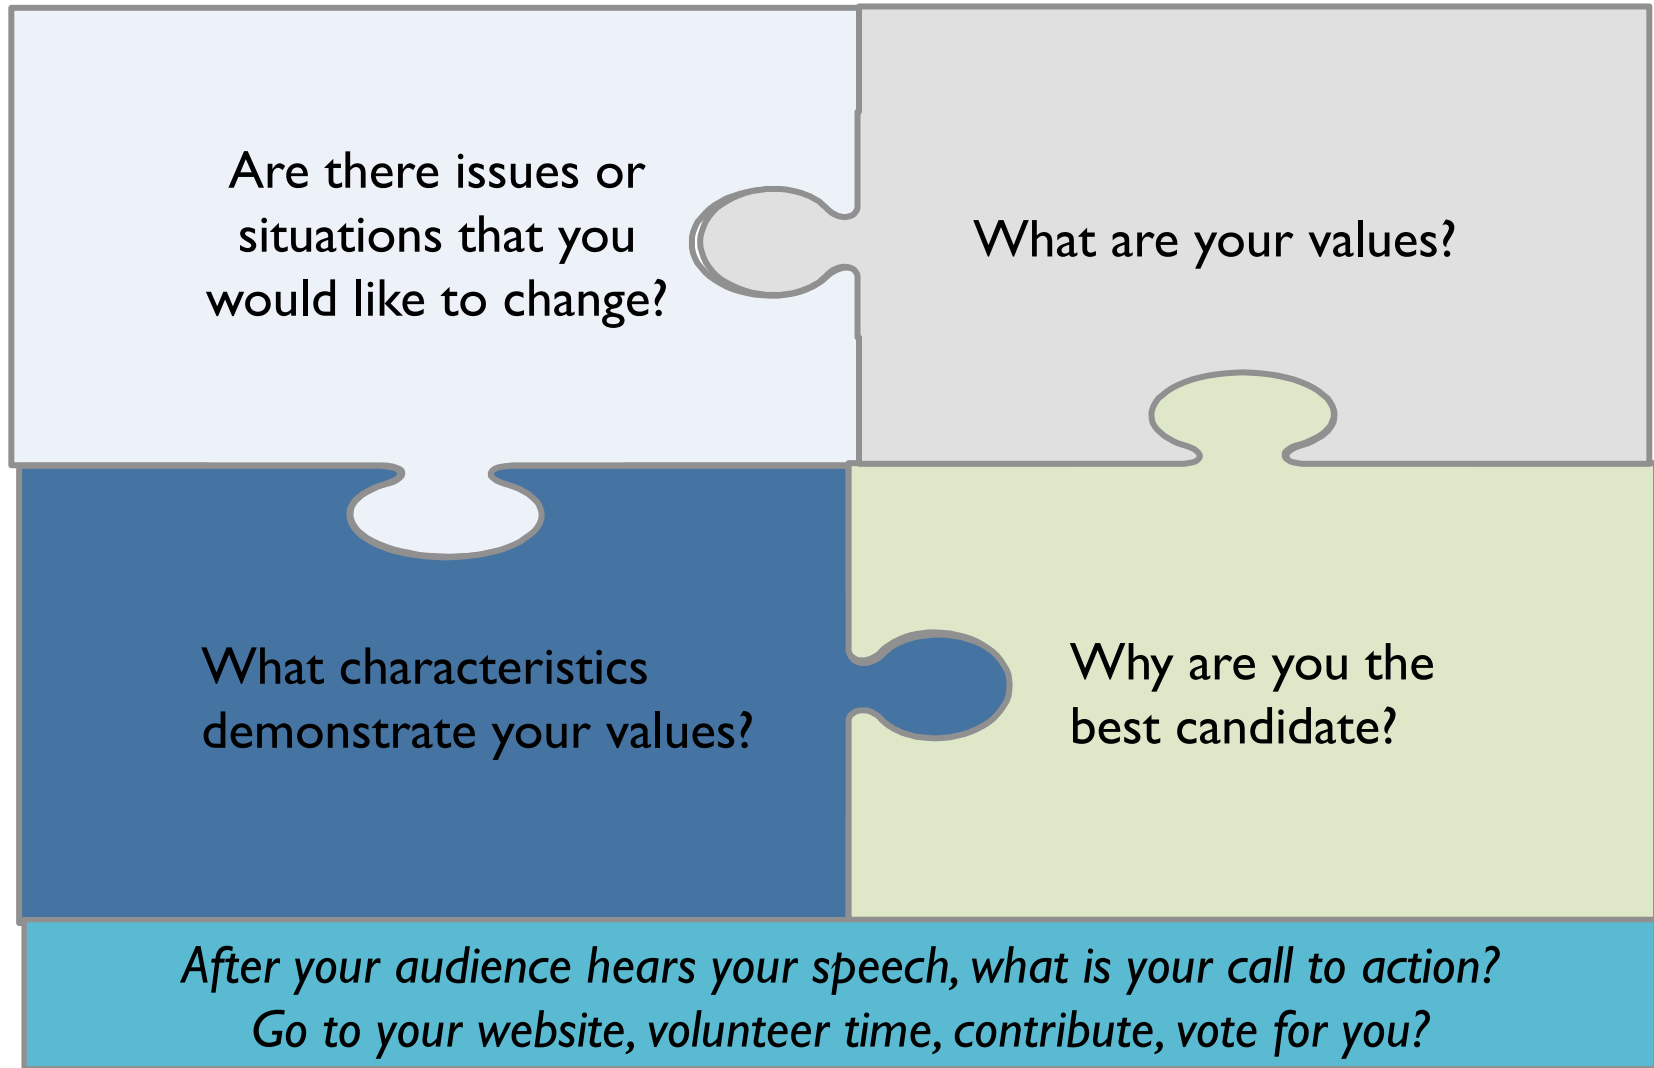 Are there issues or
situations that you
would like to change?
What are your values?
What characteristics
demonstrate your values?
Why are you the
best candidate?
After your audience hears your speech, what is your call to action?
Go to your website, volunteer time, contribute, vote for you?